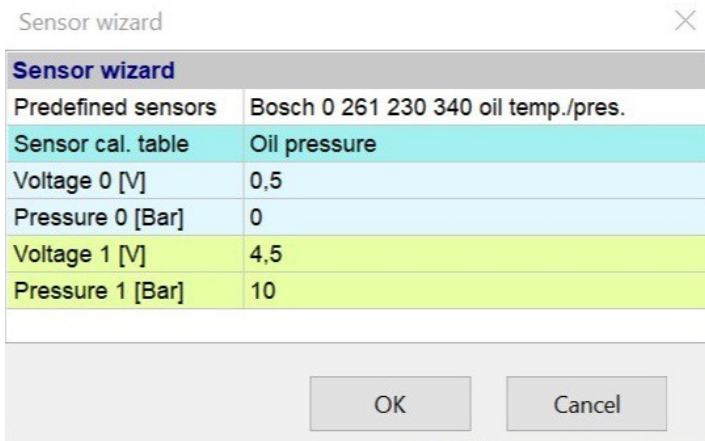 Sensor wizard
Sensor wizard
Predefined sensors Bosch 0 261 230 340 oil temp./pres.
Sensor cal. table Oil pressure
Voltage 0 [V] 0,5
Pressure 0 [Bar] 0
Voltage 1 [V] 4,5
Pressure 1 [Bar] 10
OK Cancel